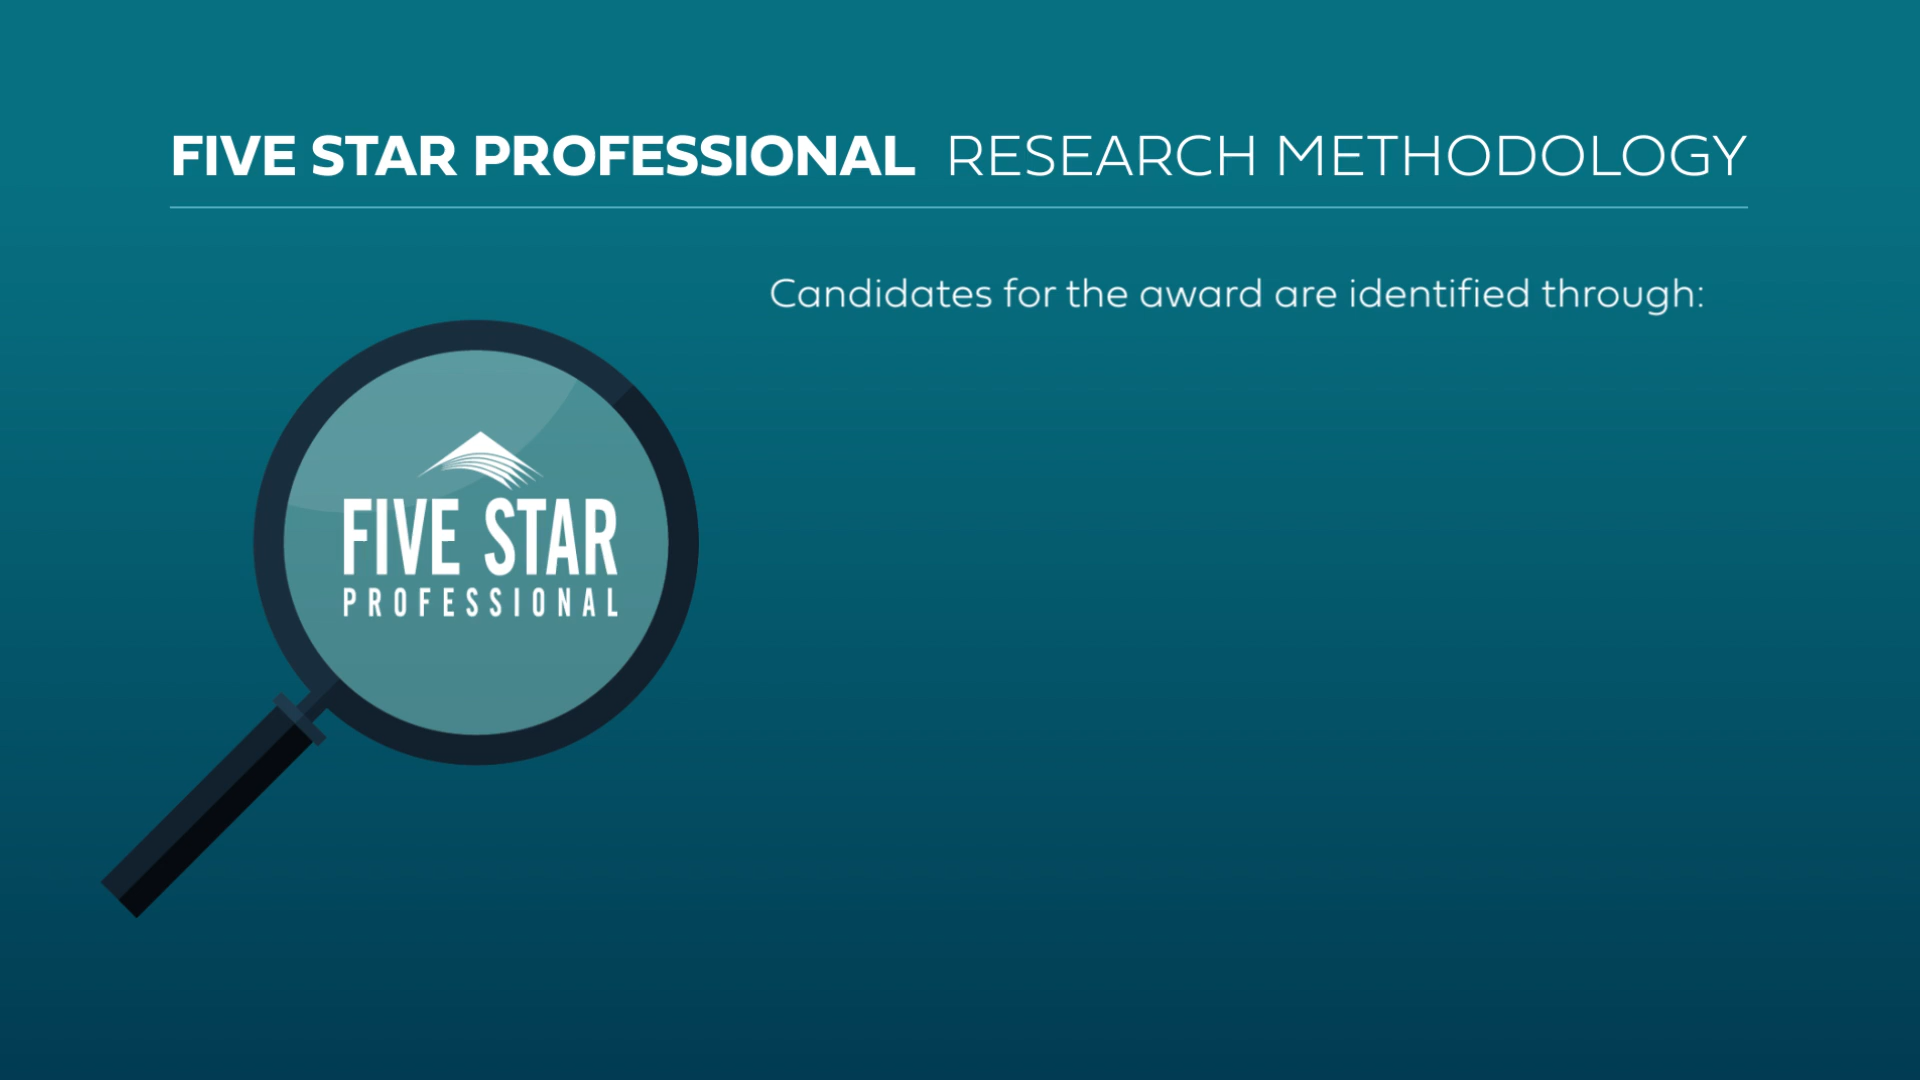 FIVE STAR PROFESSIONAL RESEARCH METHODOLOGY
Candidates for the award are identified through:
FIVE STAR
PROFESSIONAL